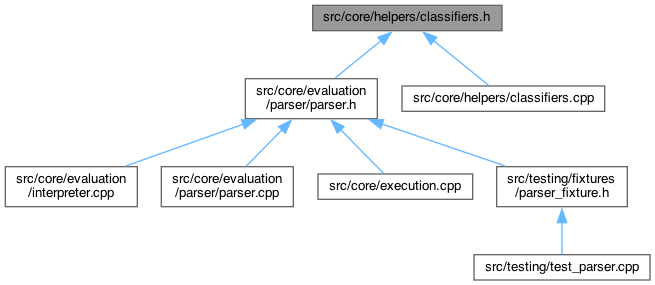 src/core/helpers/classifiers.h
src/core/evaluation
/parser/parser.h
src/core/helpers/classifiers.cpp
src/core/evaluation
/interpreter.cpp
src/core/evaluation
/parser/parser.cpp
src/core/execution.cpp
src/testing/fixtures
/parser_fixture.h
src/testing/test_parser.cpp